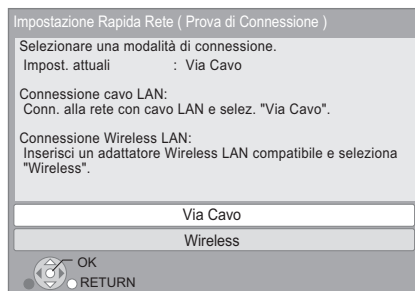 Impostazione Rapida Rete ( Prova di Connessione )
Selezionare una modalità di connessione.
Impost. attuali : Via Cavo
Connessione cavo LAN:
Conn. alla rete con cavo LAN e selez. "Via Cavo".
Connessione Wireless LAN:
Inserisci un adattatore Wireless LAN compatibile e seleziona
"Wireless".
Via Cavo
Wireless
OK
RETURN